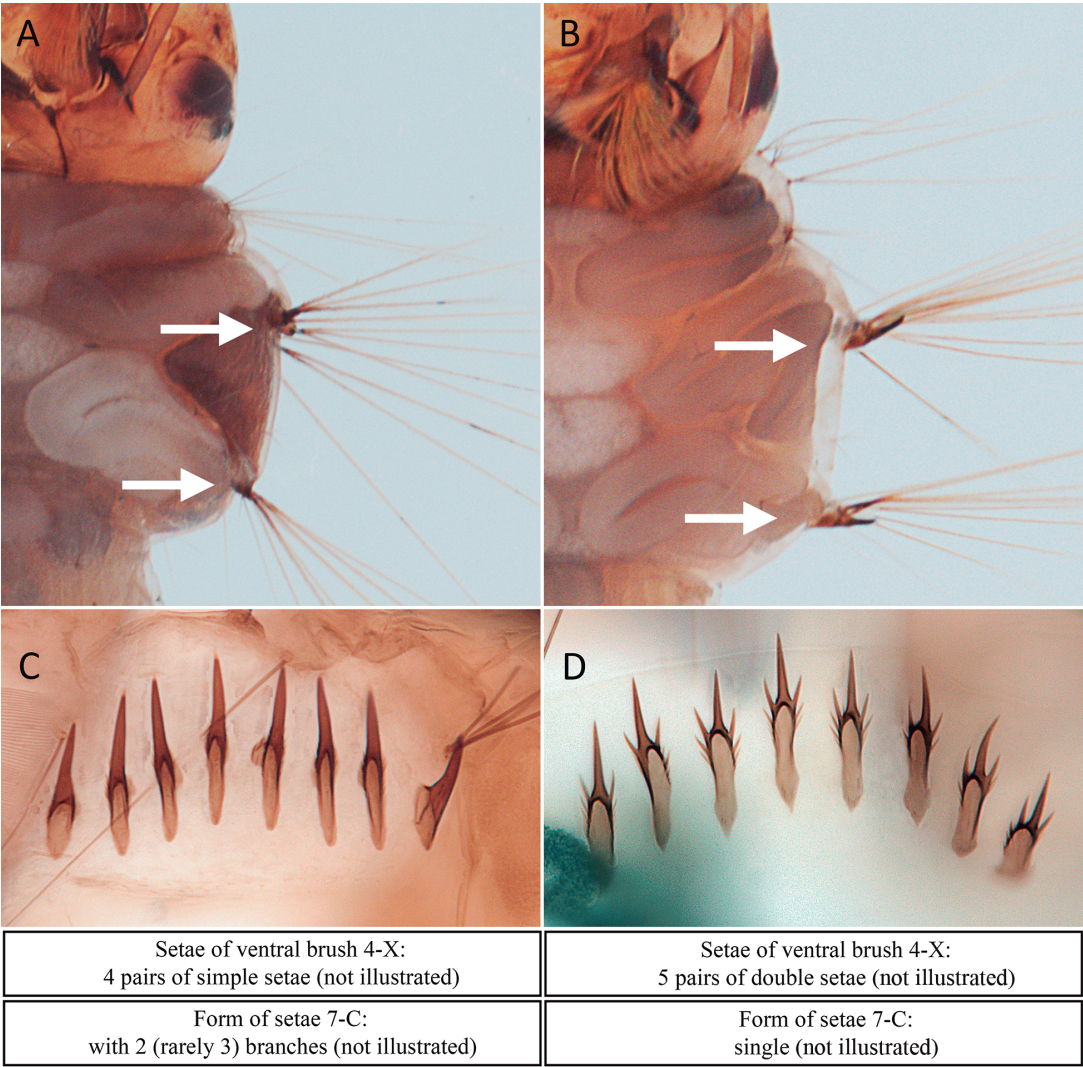 A
B
C
D
Setae of ventral brush 4-X:
4 pairs of simple setae (not illustrated)
Setae of ventral brush 4-X:
5 pairs of double setae (not illustrated)
Form of setae 7-C:
with 2 (rarely 3) branches (not illustrated)
Form of setae 7-C:
single (not illustrated)